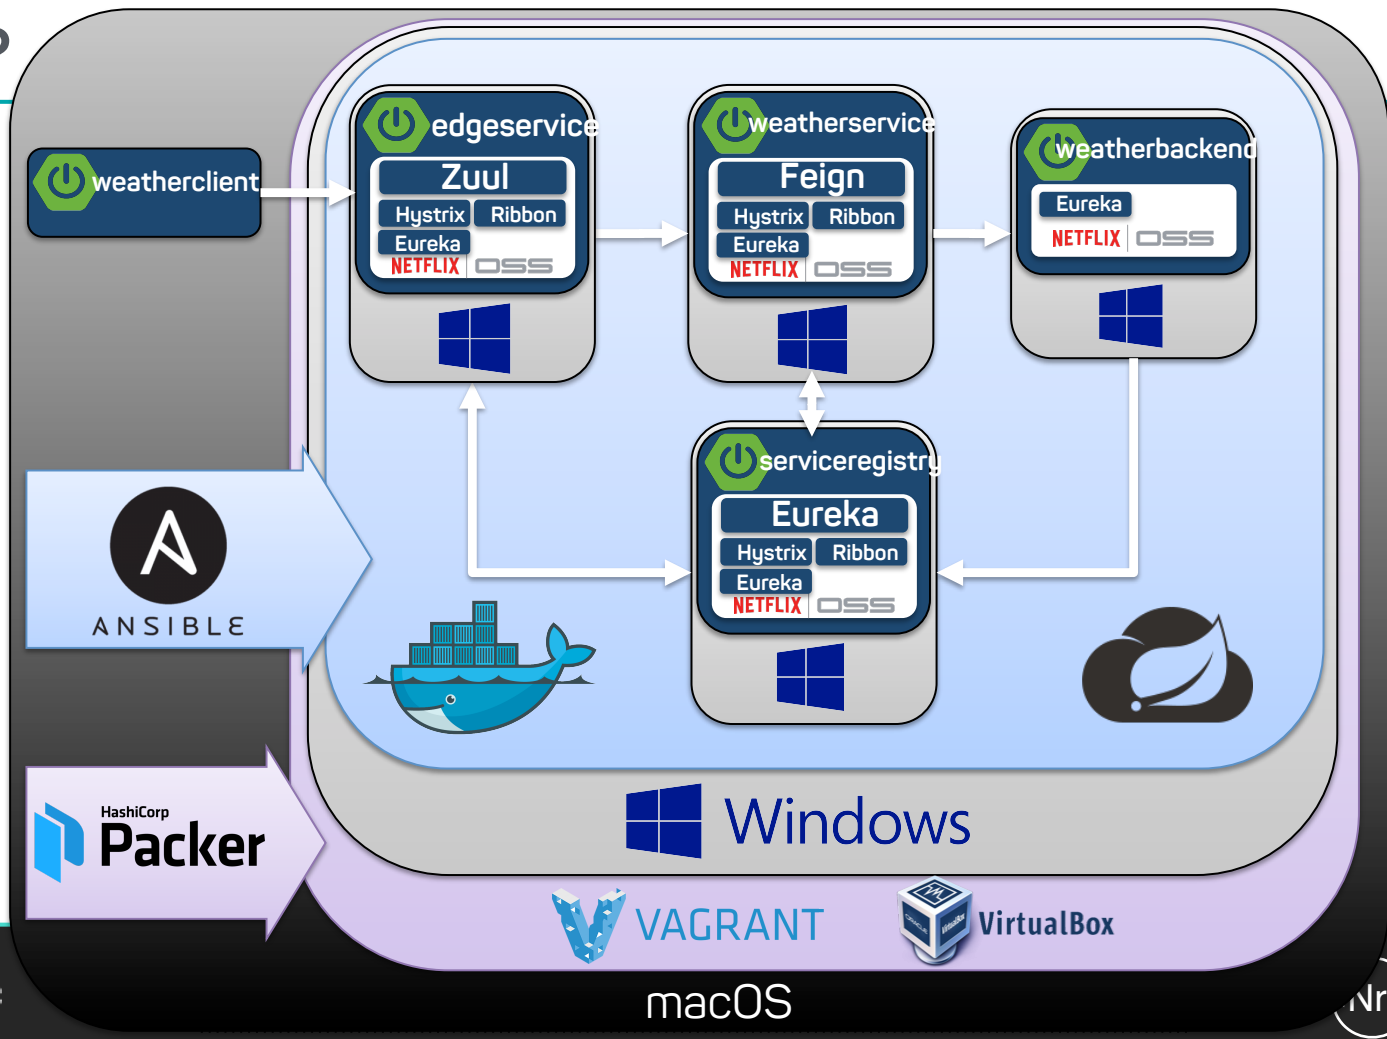 edgeservice
Zuul
Hystrix Ribbon
Eureka
NETFLIX OSS
weatherservice
Feign
Hystrix Ribbon
Eureka
NETFLIX OSS
weatherbackend
Eureka
NETFLIX OSS
weatherclient
serviceregistry
Eureka
Hystrix Ribbon
Eureka
NETFLIX OSS
ANSIBLE
HashiCorp
Packer
Windows
VAGRANT
VirtualBox
macOS
Nr